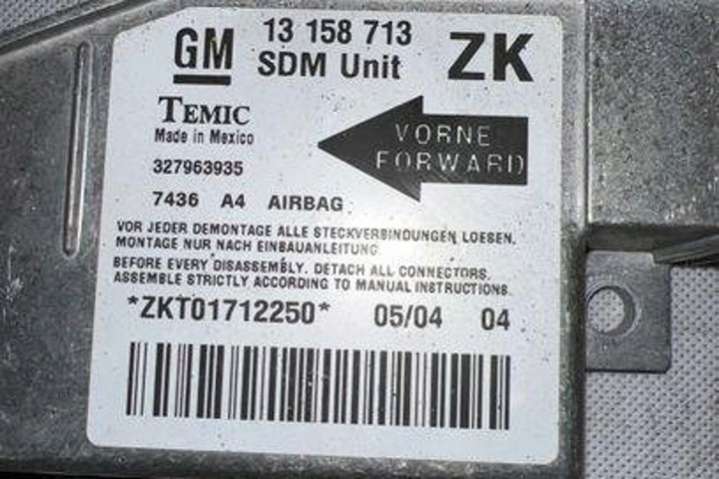 GM 13 158 713 ZK
SDM Unit
TEMIC
Made in Mexico
VORNE
FORWARD
327963935
7436 A4 AIRBAG
VOR JEDER DEMONTAGE ALLE STECKVERBINDUNGEN LOESEN.
MONTAGE NUR NACH EINBAUANLEITUNG
BEFORE EVERY DISASSEMBLY. DETACH ALL CONNECTORS.
ASSEMBLE STRICTLY ACCORDING TO MANUAL INSTRUCTIONS.
*ZKT01712250* 05/04 04